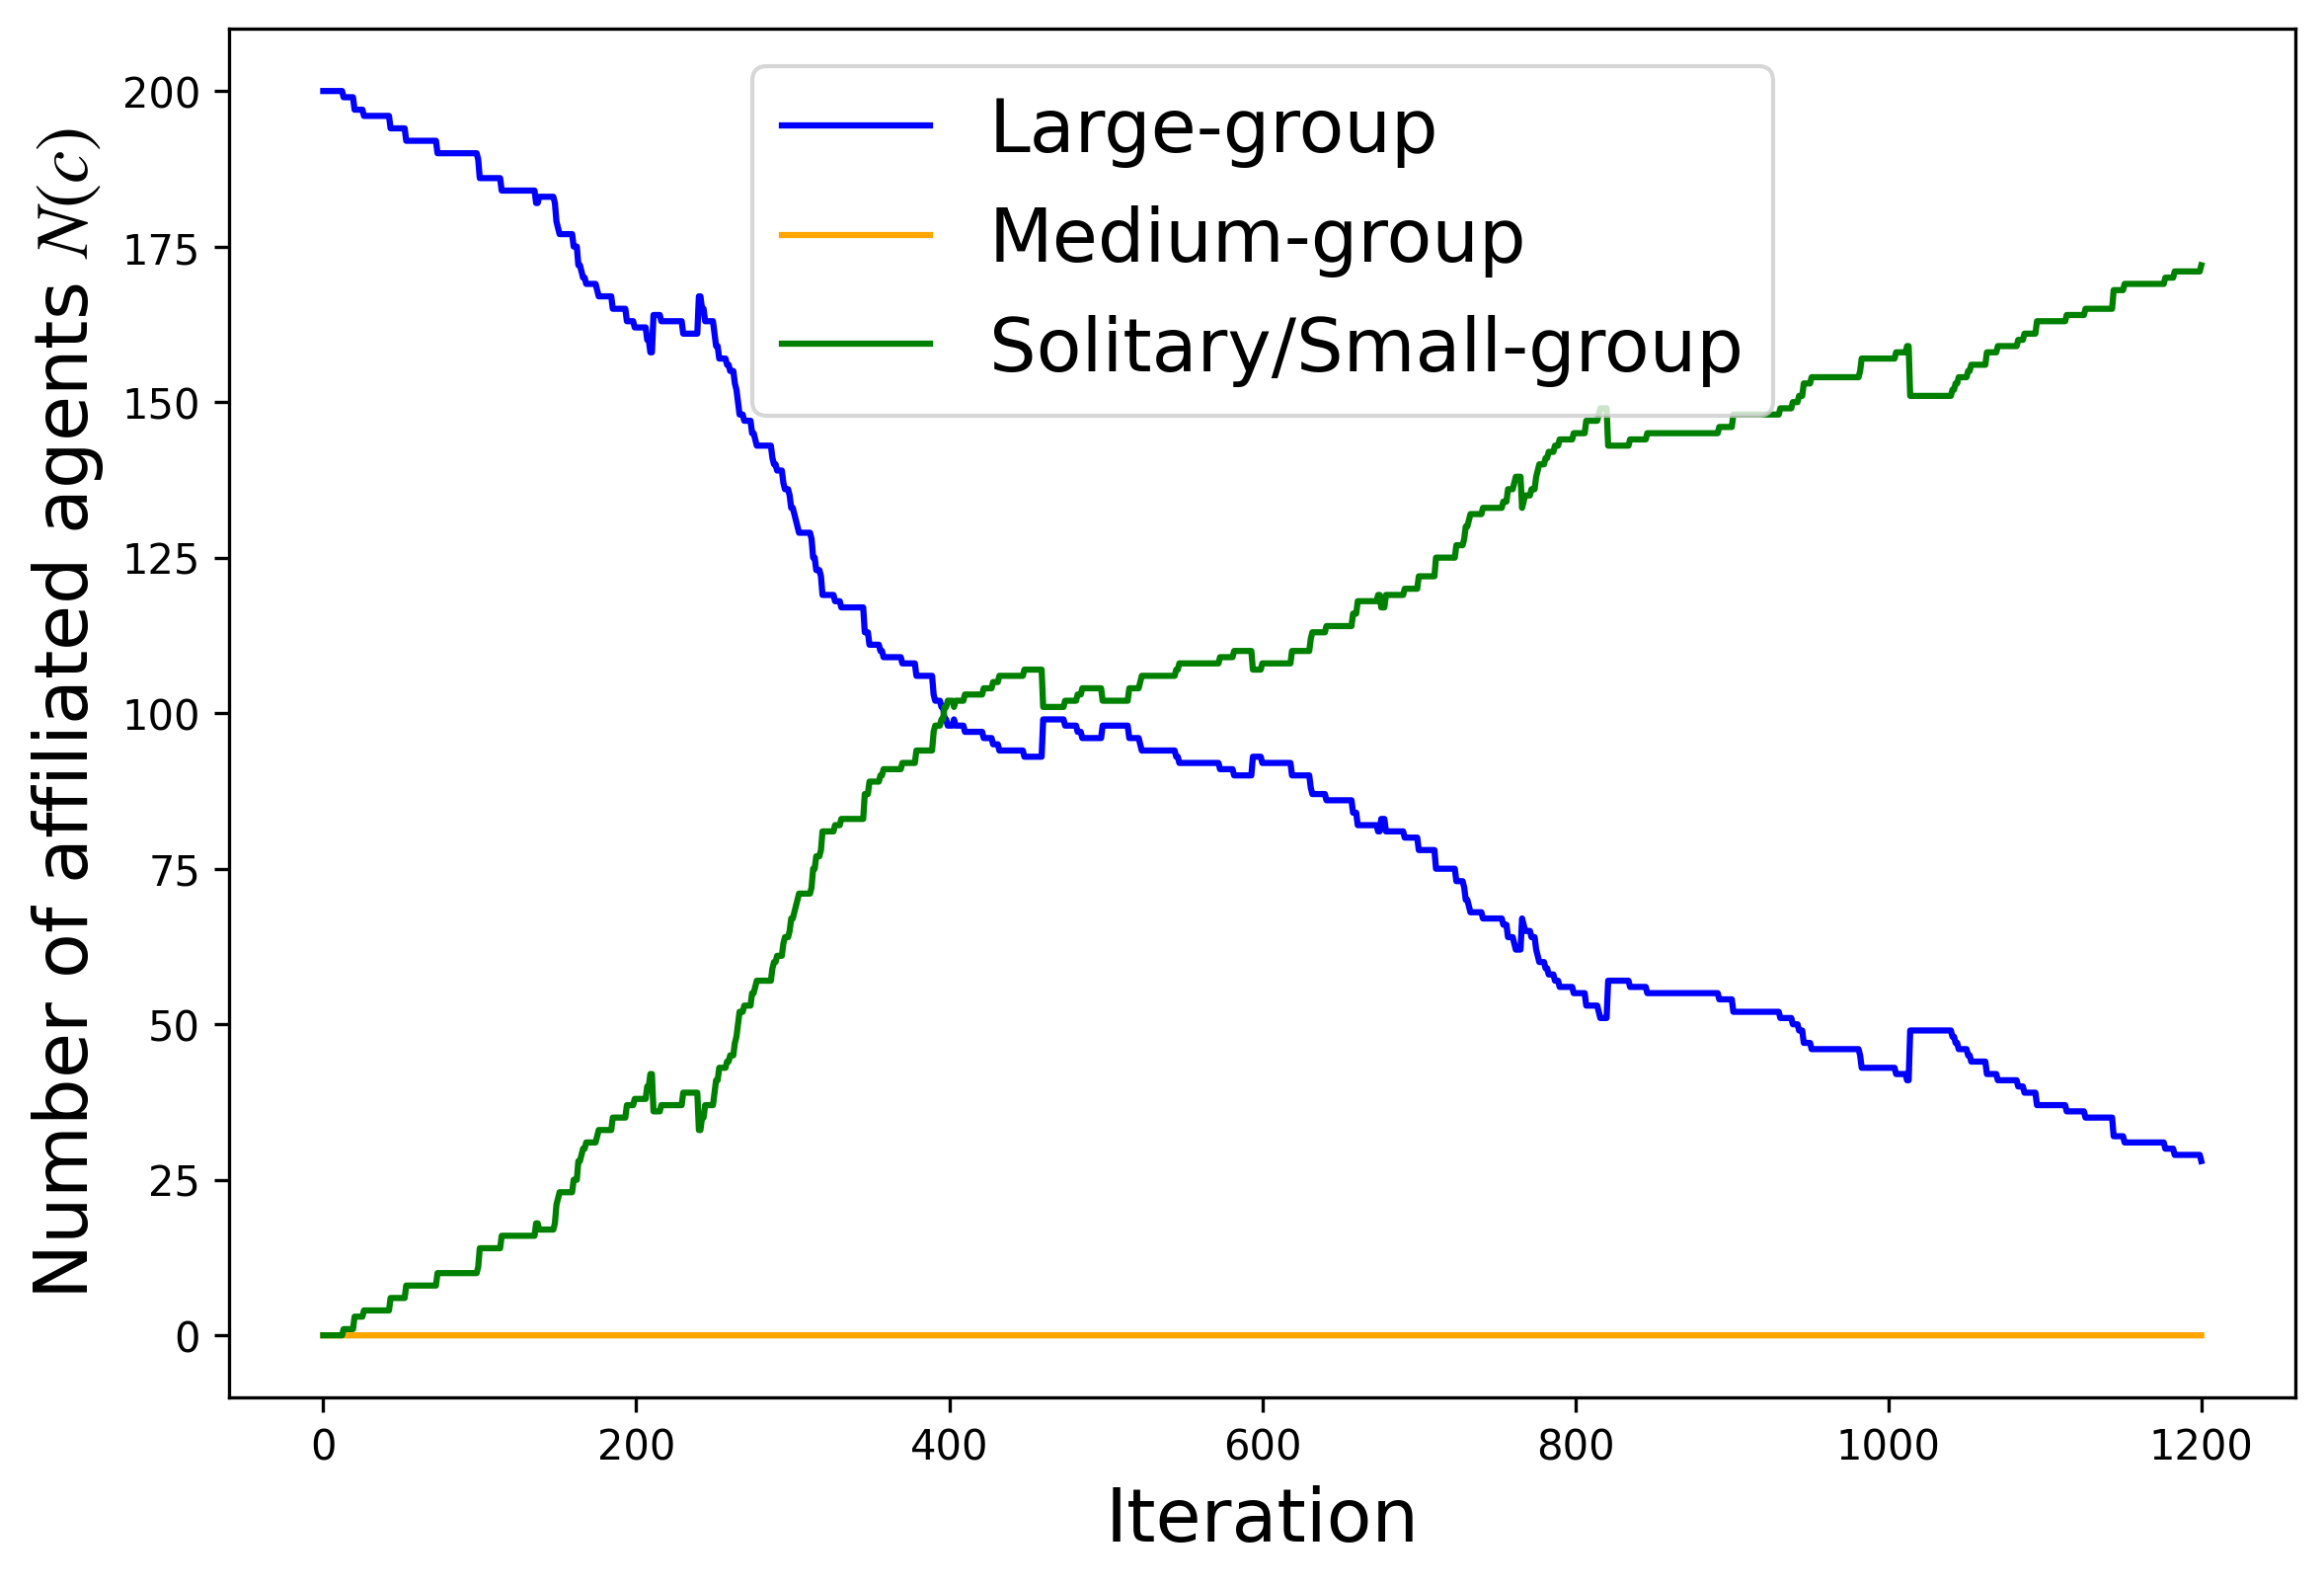 Number of affiliated agents N(c)
200
175
150
125
100
75
50
25
0
Large-group
Medium-group
Solitary/Small-group
0 200 400 600 800 1000 1200
Iteration